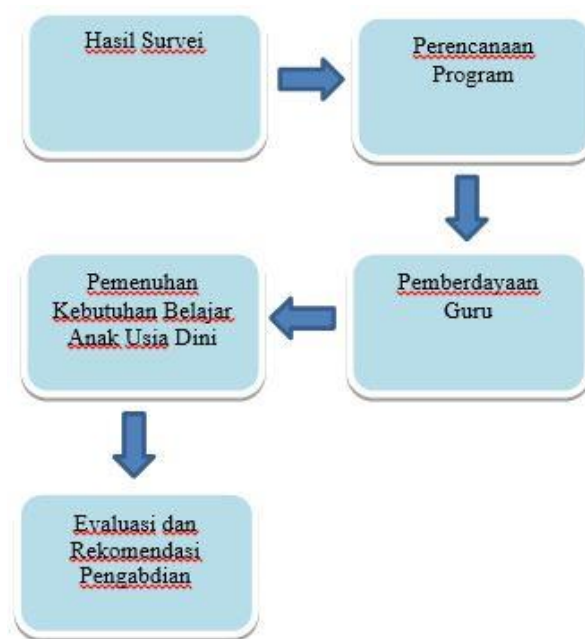 Hasil Survei
Perencanaan
Program
Pemberdayaan
Guru
Pemenuhan
Kebutuhan Belajar
Anak Usia Dini
Evaluasi dan
Rekomendasi
Pengabdian